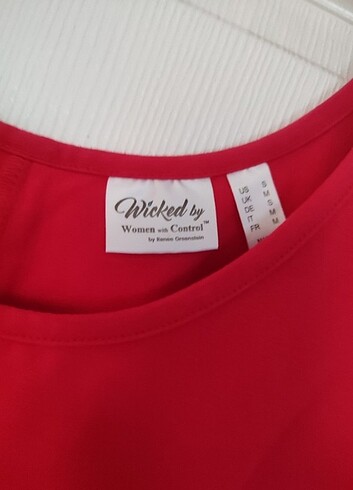 Wicked by
Women with Control™
by Renee Greenstein
US S
UK M
DE S
IT M
FR M